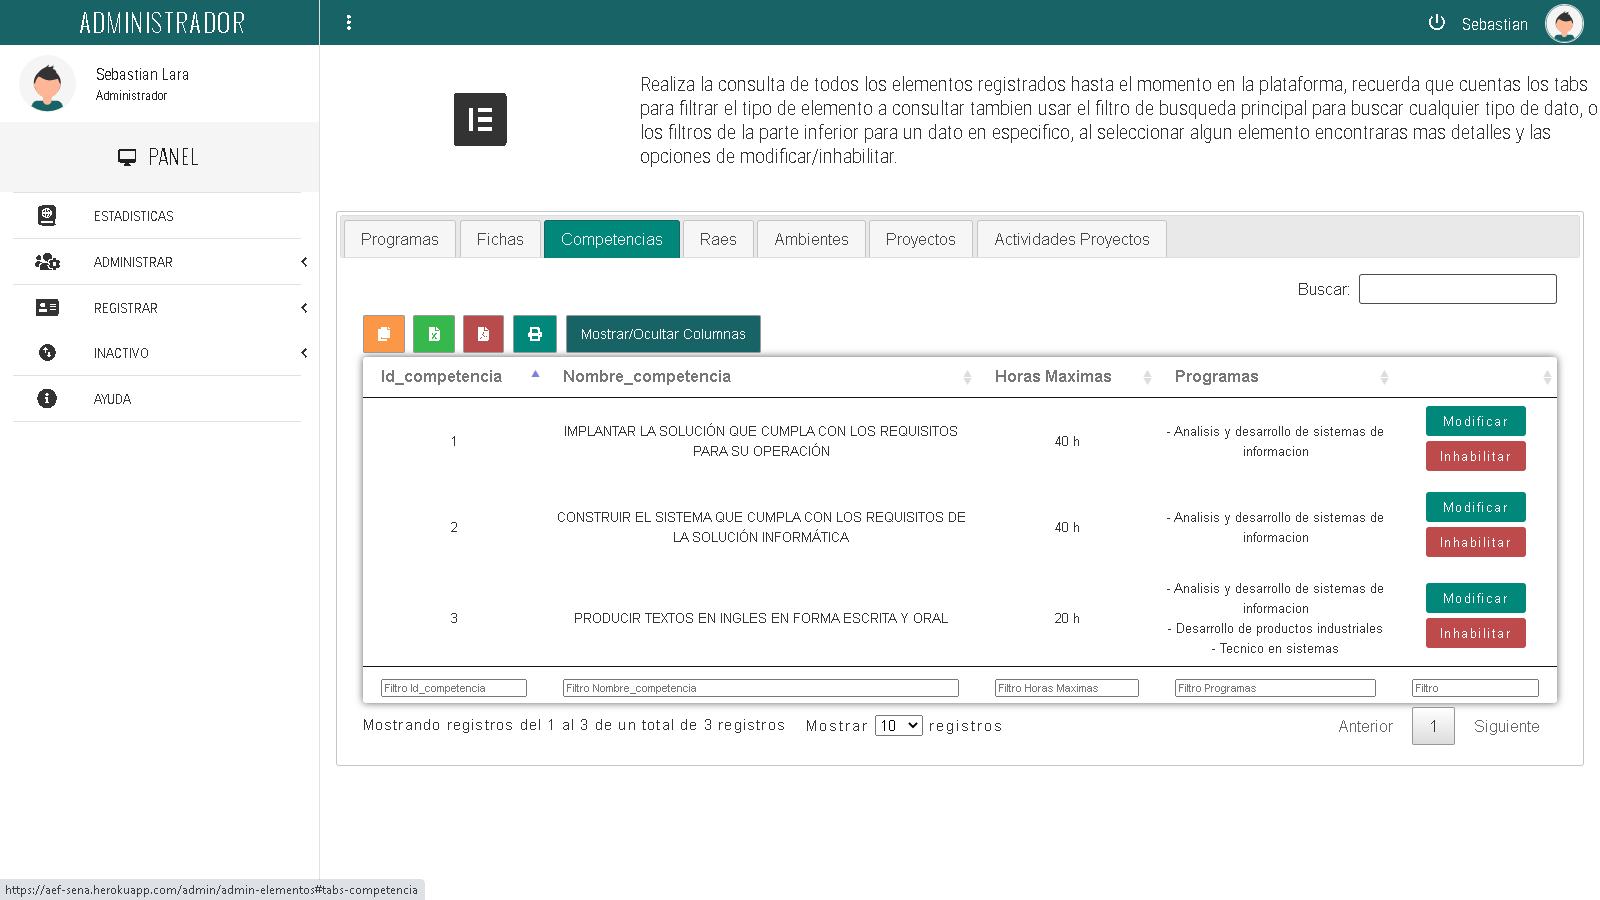 ADMINISTRADOR
Sebastian
Sebastian Lara
Administrador
PANEL
ESTADISTICAS
ADMINISTRAR
REGISTRAR
INACTIVO
AYUDA
Realiza la consulta de todos los elementos registrados hasta el momento en la plataforma, recuerda que cuentas los tabs
para filtrar el tipo de elemento a consultar tambien usar el filtro de busqueda principal para buscar cualquier tipo de dato, o
los filtros de la parte inferior para un dato en especifico, al seleccionar algun elemento encontraras mas detalles y las
opciones de modificar/inhabilitar.
Programas Fichas Competencias Raes Ambientes Proyectos Actividades Proyectos
Buscar:
Mostrar/Ocultar Columnas
Id_competencia Nombre_competencia Horas Maximas Programas
1 IMPLANTAR LA SOLUCIÓN QUE CUMPLA CON LOS REQUISITOS
PARA SU OPERACIÓN
40 h
- Analisis y desarrollo de sistemas de
informacion
Modificar
Inhabilitar
2 CONSTRUIR EL SISTEMA QUE CUMPLA CON LOS REQUISITOS DE
LA SOLUCIÓN INFORMÁTICA
40 h
- Analisis y desarrollo de sistemas de
informacion
Modificar
Inhabilitar
3 PRODUCIR TEXTOS EN INGLES EN FORMA ESCRITA Y ORAL
20 h
- Analisis y desarrollo de sistemas de
informacion
- Desarrollo de productos industriales
- Tecnico en sistemas
Modificar
Inhabilitar
Filtro Id_competencia Filtro Nombre_competencia Filtro Horas Maximas Filtro Programas Filtro
Mostrando registros del 1 al 3 de un total de 3 registros Mostrar 10 registros Anterior 1 Siguiente
https://aef-sena.herokuapp.com/admin/admin-elementos#tabs-competencia